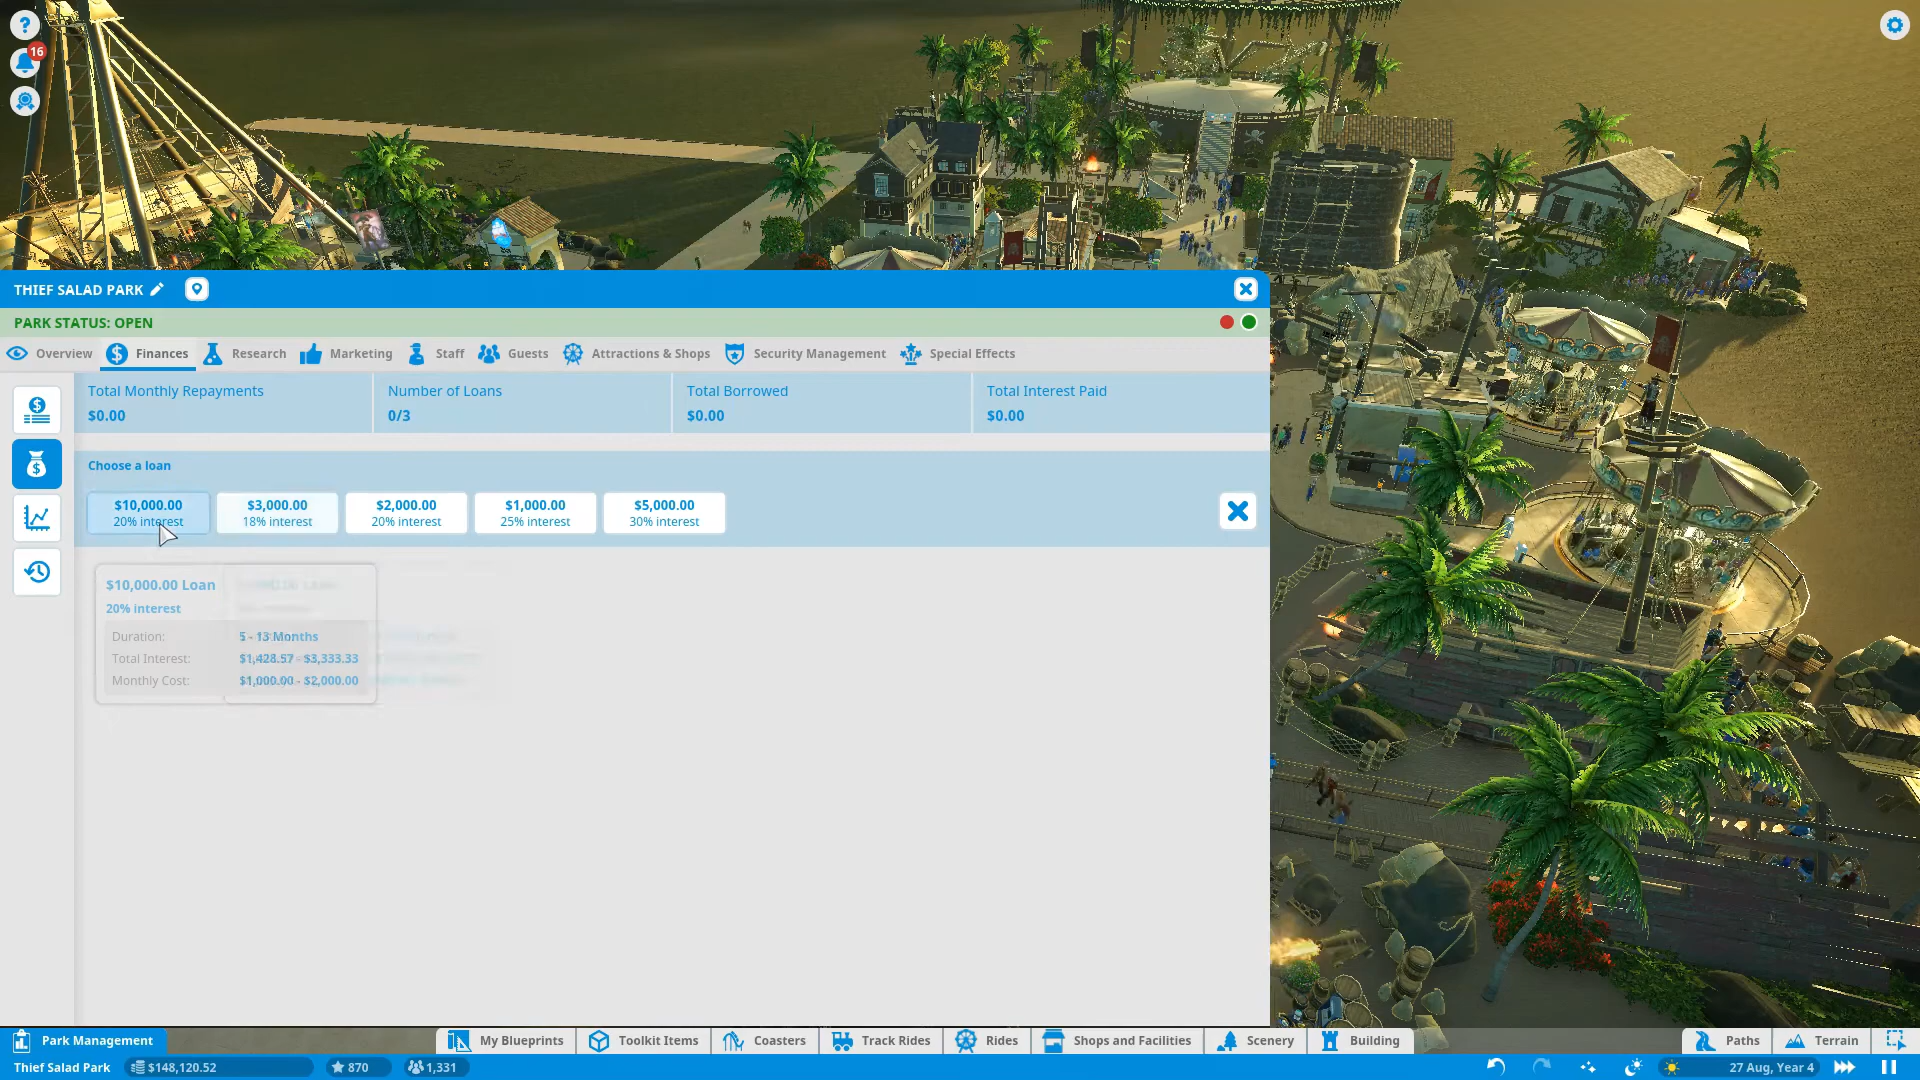 ?
16
THIEF SALAD PARK
PARK STATUS: OPEN
Overview
Finances
Research
Marketing
Staff
Guests
Attractions & Shops
Security Management
Special Effects
Total Monthly Repayments
$0.00
Number of Loans
0/3
Total Borrowed
$0.00
Total Interest Paid
$0.00
Choose a loan
$10,000.00
20% interest
$3,000.00
18% interest
$2,000.00
20% interest
$1,000.00
25% interest
$5,000.00
30% interest
$10,000.00 Loan
20% interest
Duration: 5 - 13 Months
Total Interest: $1,428.57 - $3,333.33
Monthly Cost: $1,000.00 - $2,000.00
Park Management
My Blueprints
Toolkit Items
Coasters
Track Rides
Rides
Shops and Facilities
Scenery
Building
Paths
Terrain
Thief Salad Park
$148,120.52
870
1,331
27 Aug, Year 4